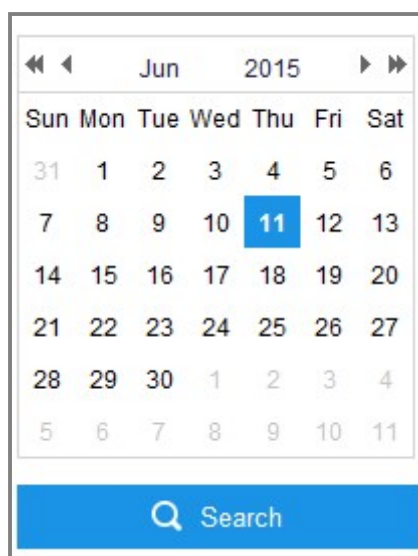 Jun 2015
Sun Mon Tue Wed Thu Fri Sat
31 1 2 3 4 5 6
7 8 9 10 11 12 13
14 15 16 17 18 19 20
21 22 23 24 25 26 27
28 29 30 1 2 3 4
5 6 7 8 9 10 11
Search